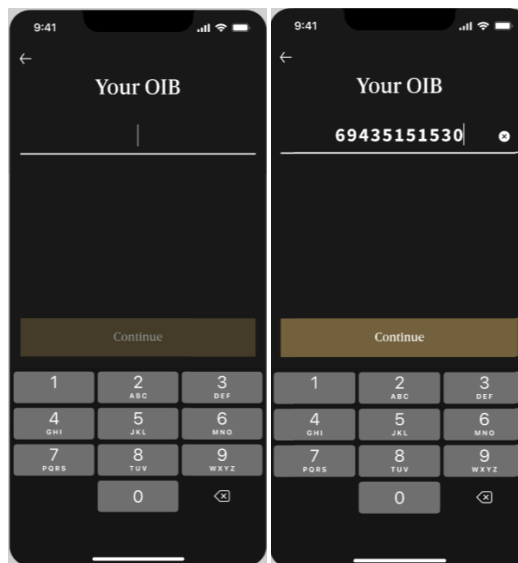 9:41
Your OIB
Continue
1
2
ABC
3
DEF
4
GHI
5
JKL
6
MNO
7
PQRS
8
TUV
9
WXYZ
0
9:41
Your OIB
69435151530
Continue
1
2
ABC
3
DEF
4
GHI
5
JKL
6
MNO
7
PQRS
8
TUV
9
WXYZ
0